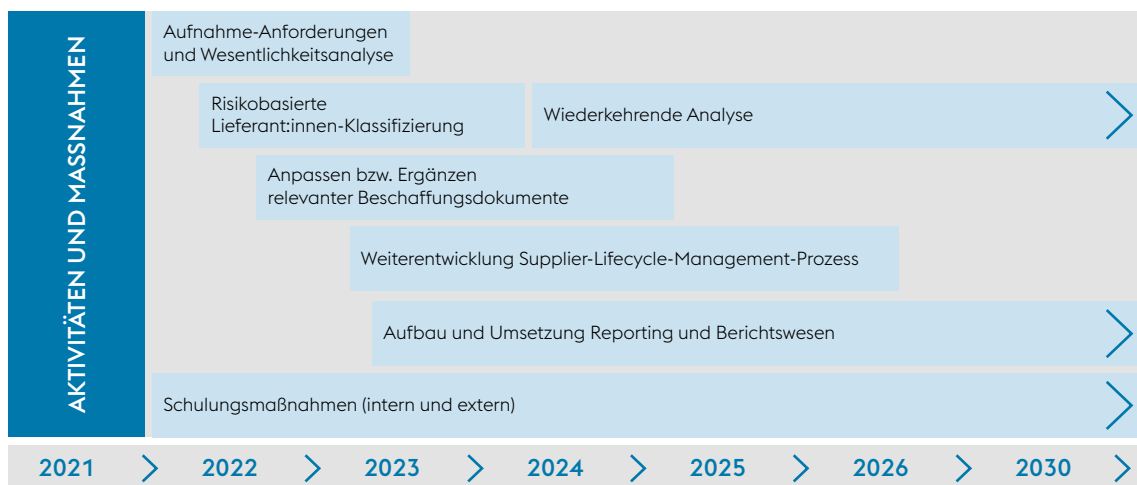 AKTIVITÄTEN UND MASSNAHMEN
Aufnahme-Anforderungen
und Wesentlichkeitsanalyse
Risikobasierte
Lieferant:innen-Klassifizierung
Wiederkehrende Analyse
Anpassen bzw. Ergänzen
relevanter Beschaffungsdokumente
Weiterentwicklung Supplier-Lifecycle-Management-Prozess
Aufbau und Umsetzung Reporting und Berichtswesen
Schulungsmaßnahmen (intern und extern)
2021 2022 2023 2024 2025 2026 2030